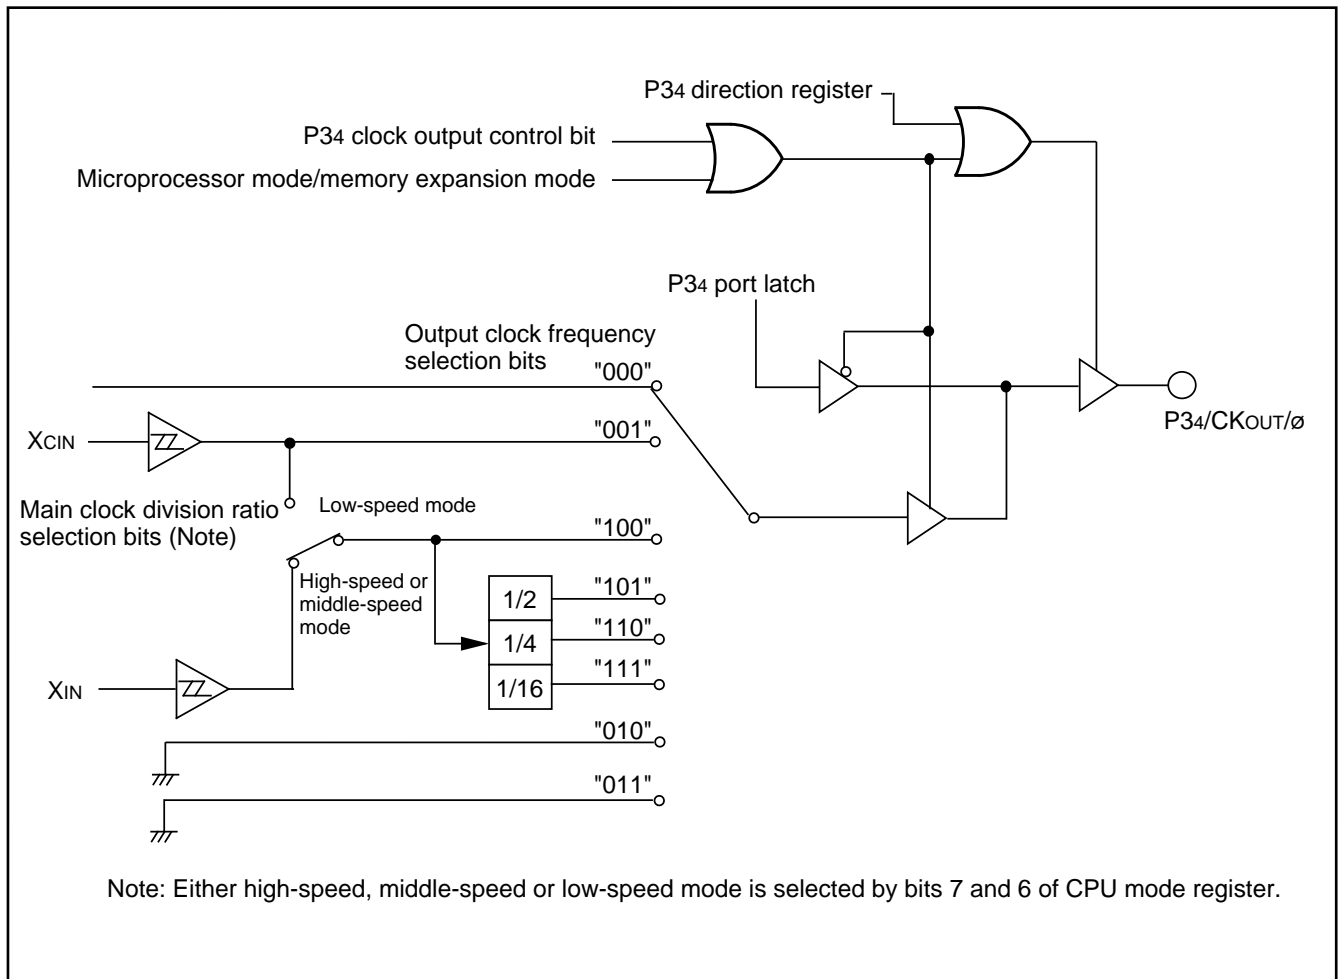 P34 direction register
P34 clock output control bit
Microprocessor mode/memory expansion mode
P34 port latch
Output clock frequency
selection bits
"000"
P34/CKOUT/ø
XCIN
"001"
Main clock division ratio
selection bits (Note)
Low-speed mode
"100"
High-speed or
middle-speed
mode
1/2
"101"
1/4
"110"
1/16
"111"
XIN
"010"
"011"
Note: Either high-speed, middle-speed or low-speed mode is selected by bits 7 and 6 of CPU mode register.